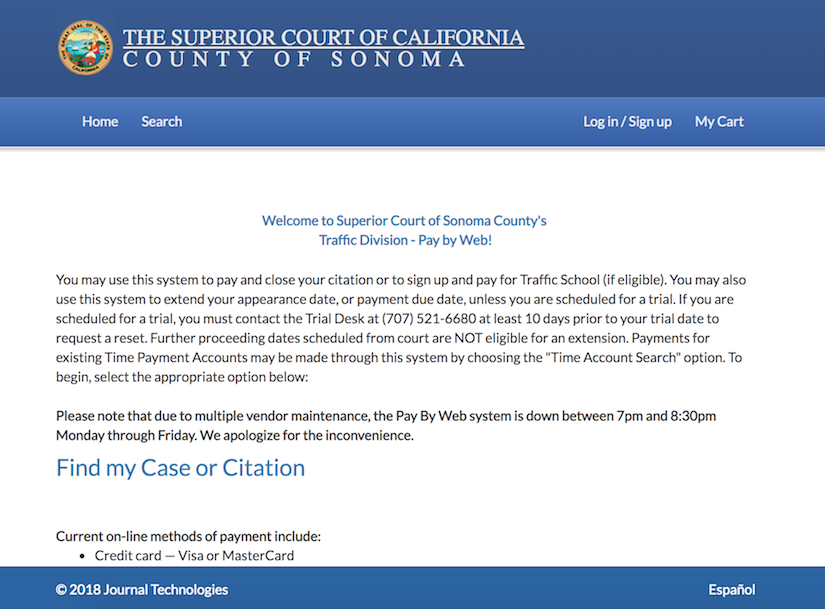 THE SUPERIOR COURT OF CALIFORNIA
COUNTY OF SONOMA
Home Search Log in / Sign up My Cart
Welcome to Superior Court of Sonoma County's
Traffic Division - Pay by Web!
You may use this system to pay and close your citation or to sign up and pay for Traffic School (if eligible). You may also
use this system to extend your appearance date, or payment due date, unless you are scheduled for a trial. If you are
scheduled for a trial, you must contact the Trial Desk at (707) 521-6680 at least 10 days prior to your trial date to
request a reset. Further proceeding dates scheduled from court are NOT eligible for an extension. Payments for
existing Time Payment Accounts may be made through this system by choosing the "Time Account Search" option. To
begin, select the appropriate option below:
Please note that due to multiple vendor maintenance, the Pay By Web system is down between 7pm and 8:30pm
Monday through Friday. We apologize for the inconvenience.
Find my Case or Citation
Current on-line methods of payment include:
• Credit card — Visa or MasterCard
© 2018 Journal Technologies Español